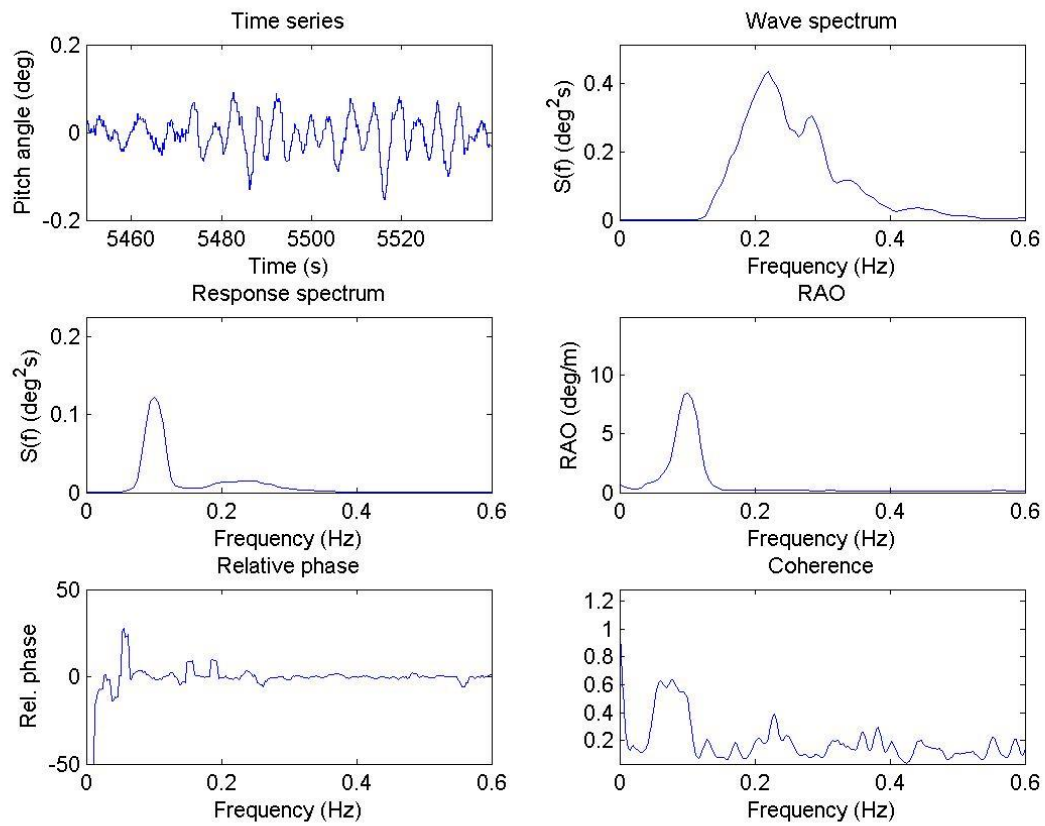 Time series
Pitch angle (deg)
0.2
0
-0.2
5460 5480 5500 5520
Time (s)
Wave spectrum
S(f) (deg²s)
0.4
0.2
0
0 0.2 0.4 0.6
Frequency (Hz)
Response spectrum
S(f) (deg²s)
0.2
0.1
0
0 0.2 0.4 0.6
Frequency (Hz)
RAO
RAO (deg/m)
10
5
0
0 0.2 0.4 0.6
Frequency (Hz)
Relative phase
Rel. phase
50
0
-50
0 0.2 0.4 0.6
Frequency (Hz)
Coherence
1.2
1
0.8
0.6
0.4
0.2
0 0.2 0.4 0.6
Frequency (Hz)